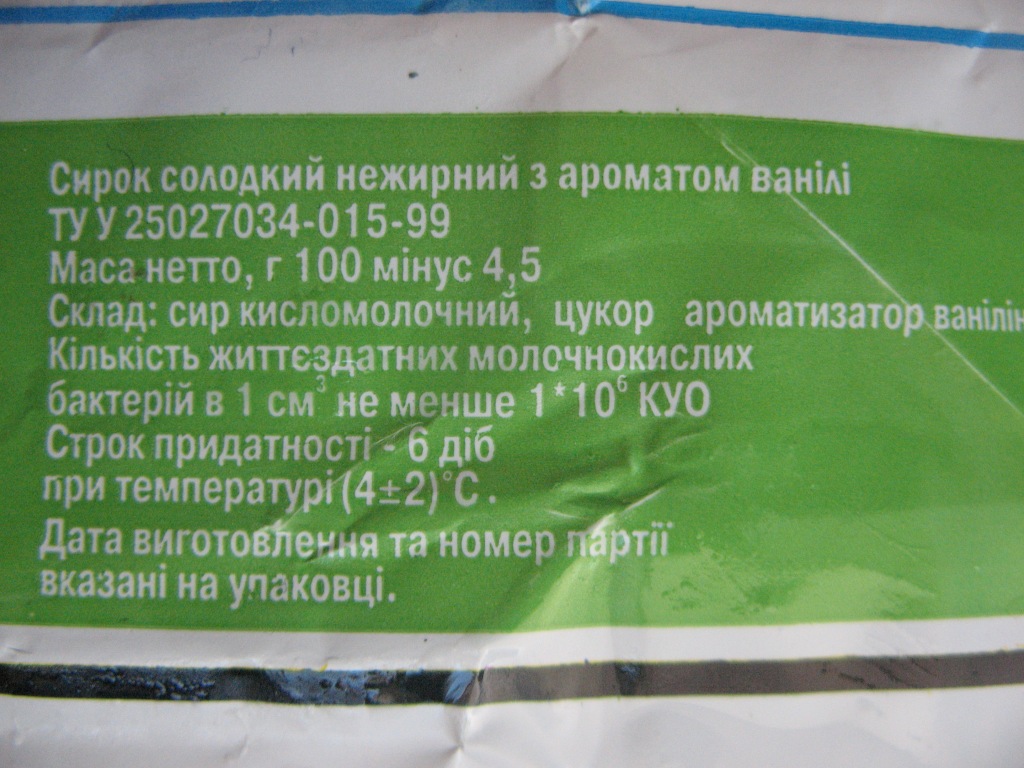 Сирок солодкий нежирний з ароматом ванілі
ТУ У 25027034-015-99
Маса нетто, г 100 мінус 4,5
Склад: сир кисломолочний, цукор ароматизатор ванілін
Кількість життєздатних молочнокислих
бактерій в 1 см³ не менше 1*10⁶ КУО
Строк придатності - 6 діб
при температурі (4±2)°С.
Дата виготовлення та номер партії
вказані на упаковці.